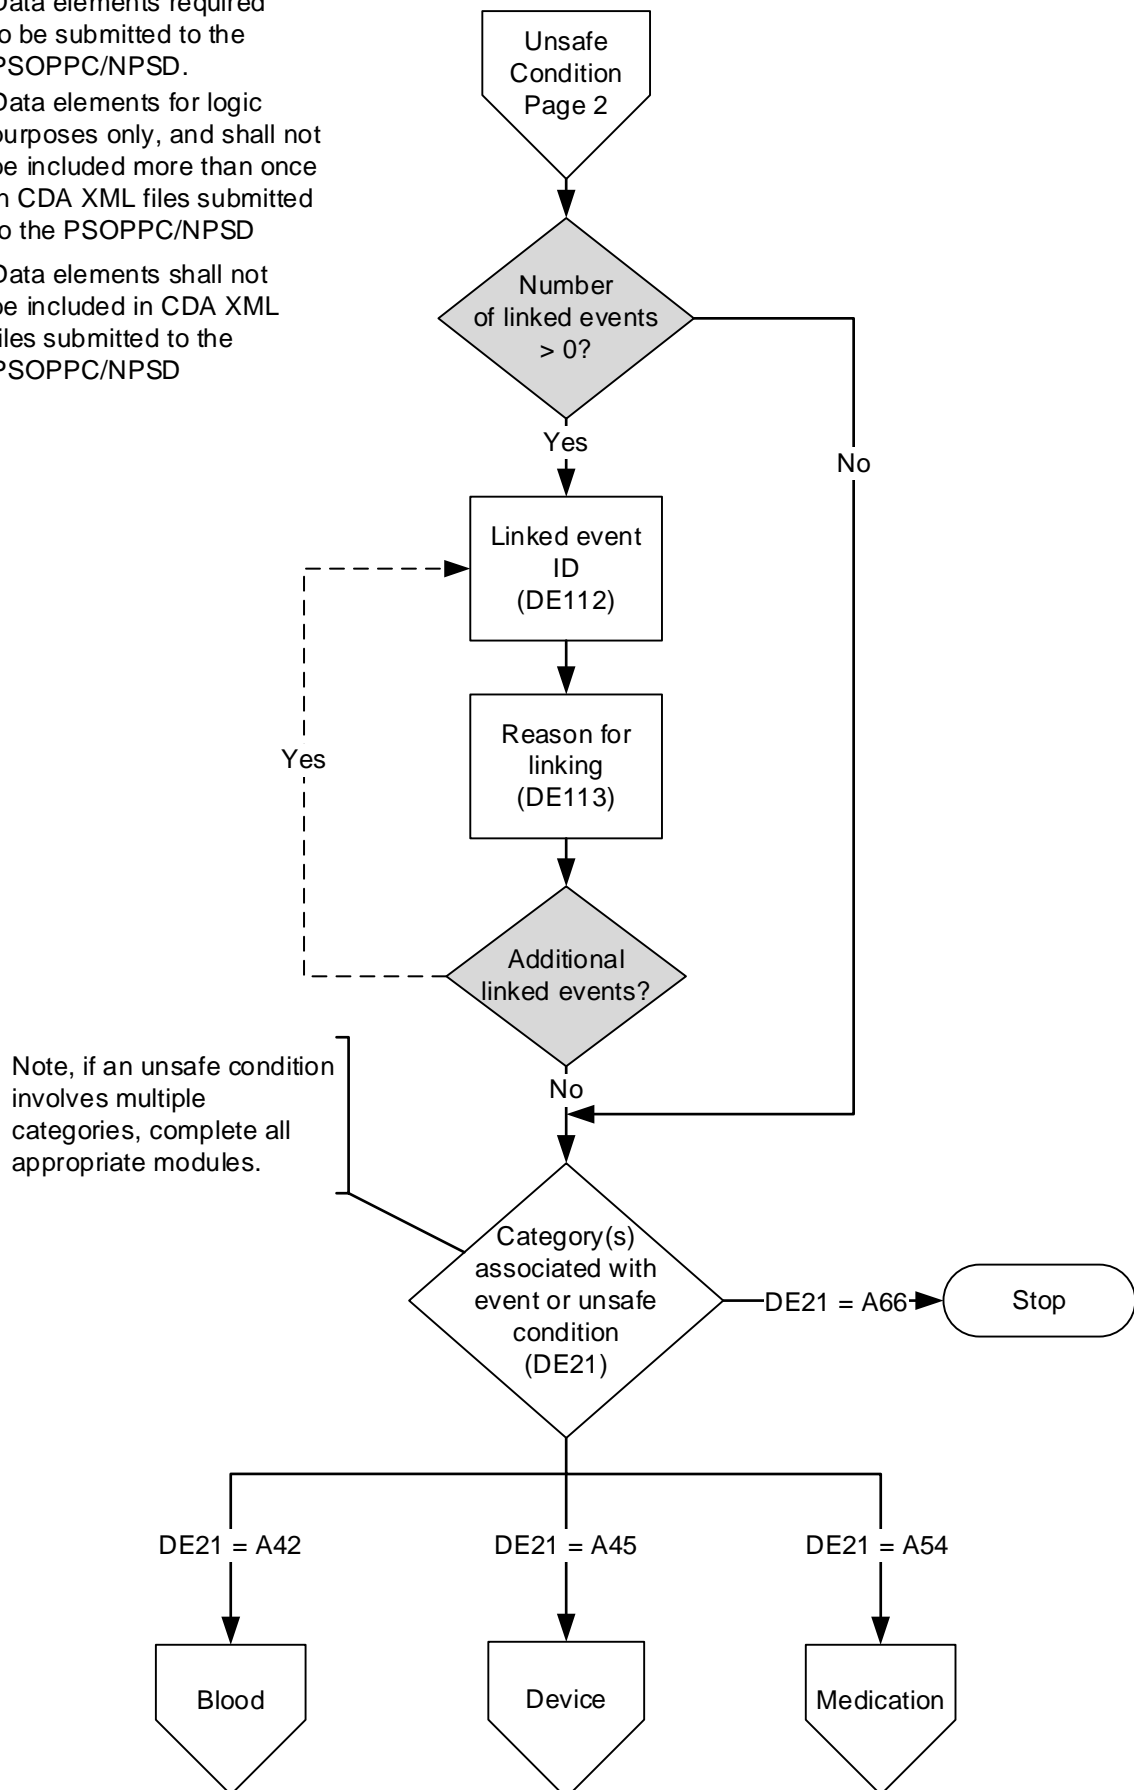 Data elements required
to be submitted to the
PSOPPC/NPSD.
Data elements for logic
purposes only, and shall not
be included more than once
in CDA XML files submitted
to the PSOPPC/NPSD
Data elements shall not
be included in CDA XML
files submitted to the
PSOPPC/NPSD
Unsafe
Condition
Page 2
Number
of linked events
> 0?
Yes
No
Linked event
ID
(DE112)
Reason for
linking
(DE113)
Yes
Additional
linked events?
No
Note, if an unsafe condition
involves multiple
categories, complete all
appropriate modules.
Category(s)
associated with
event or unsafe
condition
(DE21)
DE21 = A66
Stop
DE21 = A42
DE21 = A45
DE21 = A54
Blood
Device
Medication